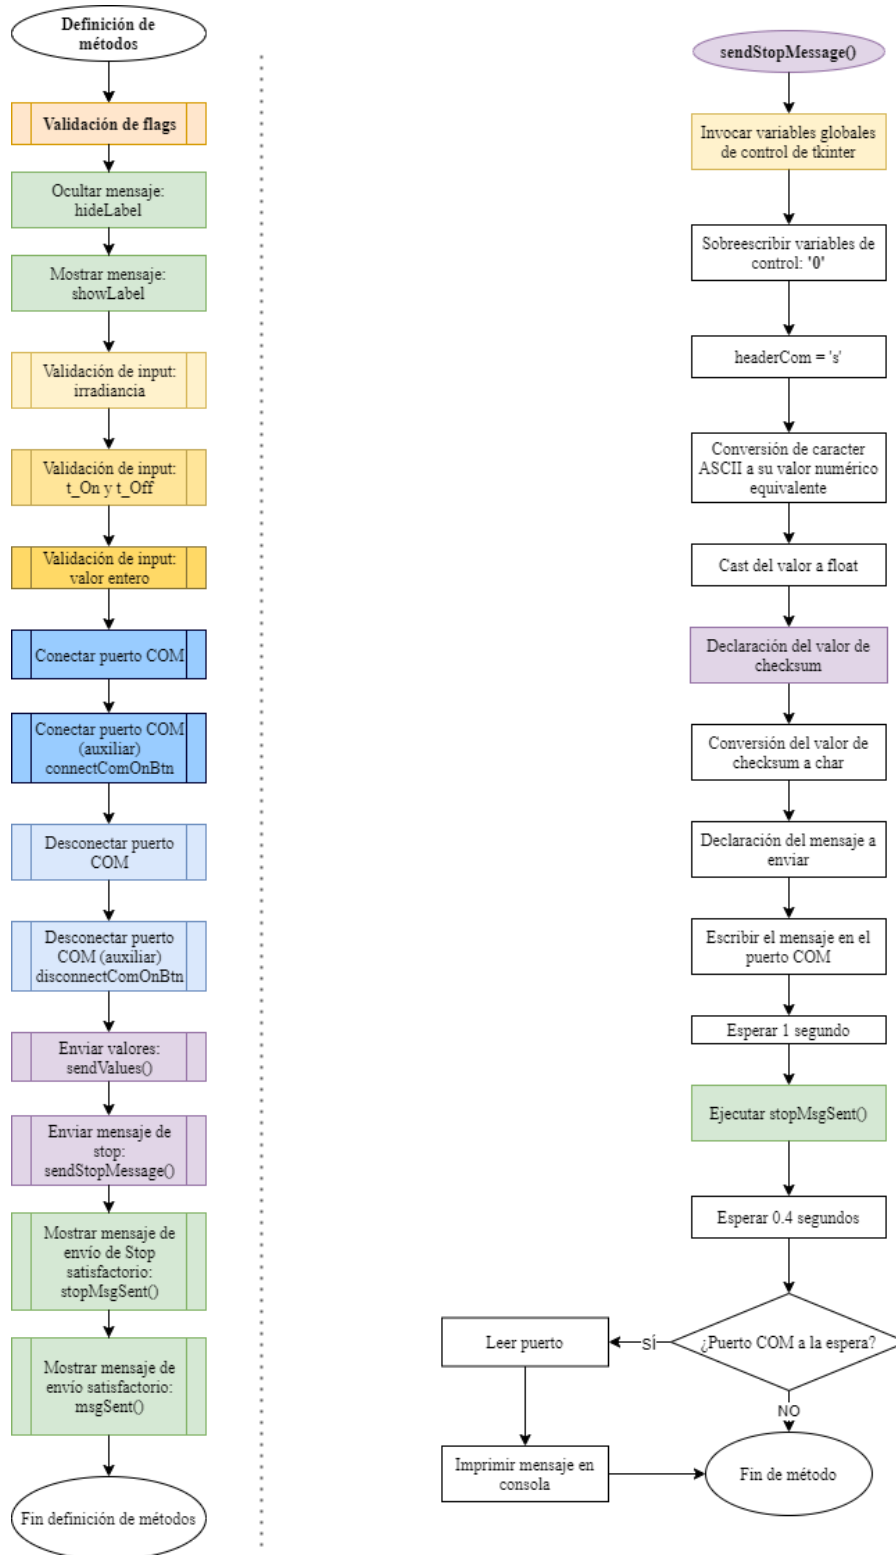 Definición de
métodos
Validación de flags
Ocultar mensaje:
hideLabel
Mostrar mensaje:
showLabel
Validación de input:
irradiancia
Validación de input:
t_On y t_Off
Validación de input:
valor entero
Conectar puerto COM
Conectar puerto COM
(auxiliar)
connectComOnBtn
Desconectar puerto
COM
Desconectar puerto
COM (auxiliar)
disconnectComOnBtn
Enviar valores:
sendValues()
Enviar mensaje de
stop:
sendStopMessage()
Mostrar mensaje de
envío de Stop
satisfactorio:
stopMsgSent()
Mostrar mensaje de
envío satisfactorio:
msgSent()
Fin definición de métodos
sendStopMessage()
Invocar variables globales
de control de tkinter
Sobreescribir variables de
control: '0'
headerCom = 's'
Conversión de caracter
ASCII a su valor numérico
equivalente
Cast del valor a float
Declaración del valor de
checksum
Conversión del valor de
checksum a char
Declaración del mensaje a
enviar
Escribir el mensaje en el
puerto COM
Esperar 1 segundo
Ejecutar stopMsgSent()
Esperar 0.4 segundos
¿Puerto COM a la espera?
SÍ
Leer puerto
NO
Imprimir mensaje en
consola
Fin de método